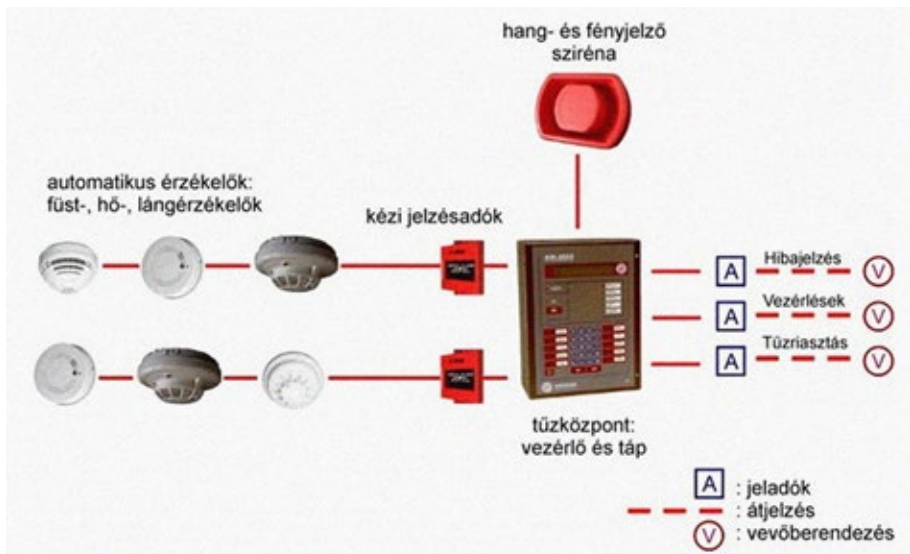 hang- és fényjelző
sziréna
automatikus érzékelők:
füst-, hő-, lángérzékelők
kézi jelzésadók
A Hibajelzés V
A Vezérlések V
A Tűzriasztás V
tűzközpont:
vezérlő és táp
A : jeladók
: átjelzés
V : vevőberendezés